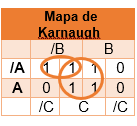 Mapa de
Karnaugh
/B B
/A 1 1 1 0
A 0 1 1 0
/C C /C